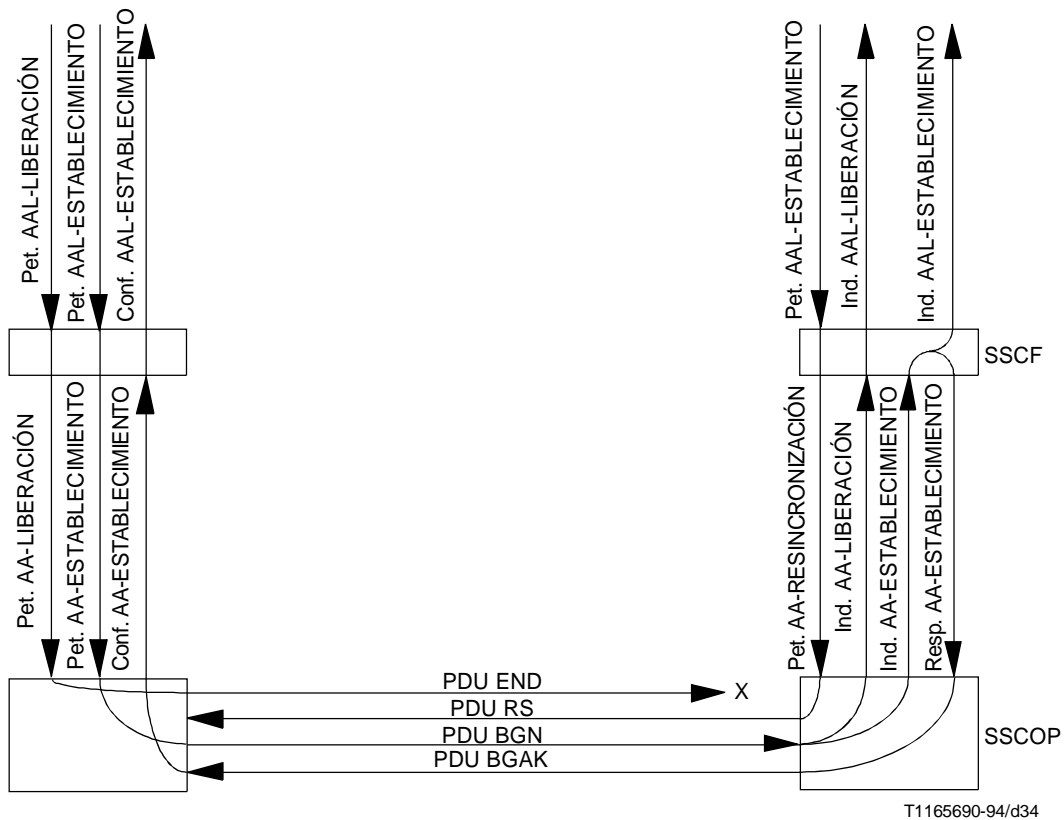 Pet. AAL-LIBERACIÓN
Pet. AAL-ESTABLECIMIENTO
Conf. AAL-ESTABLECIMIENTO
Pet. AAL-ESTABLECIMIENTO
Ind. AAL-LIBERACIÓN
Ind. AAL-ESTABLECIMIENTO
SSCF
Pet. AA-LIBERACIÓN
Pet. AA-ESTABLECIMIENTO
Conf. AA-ESTABLECIMIENTO
Pet. AA-RESINCRONIZACIÓN
Ind. AA-LIBERACIÓN
Ind. AA-ESTABLECIMIENTO
Resp. AA-ESTABLECIMIENTO
PDU END
X
PDU RS
PDU BGN
PDU BGAK
SSCOP
T1165690-94/d34